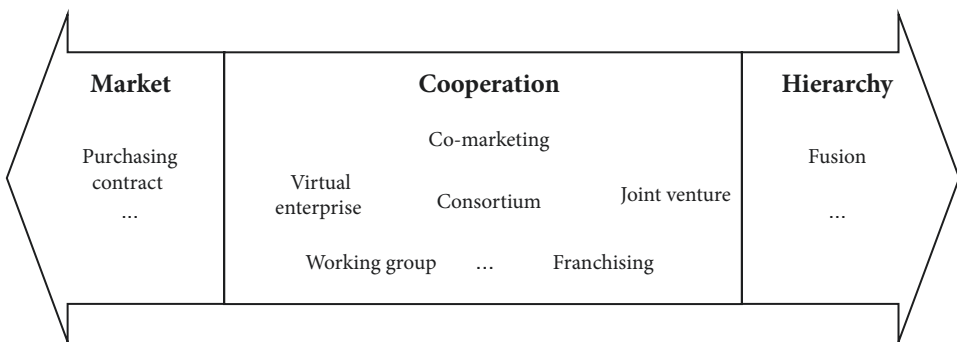 Market
Cooperation
Hierarchy
Purchasing
contract
...
Co-marketing
Virtual
enterprise
Consortium
Joint venture
Working group
...
Franchising
Fusion
...